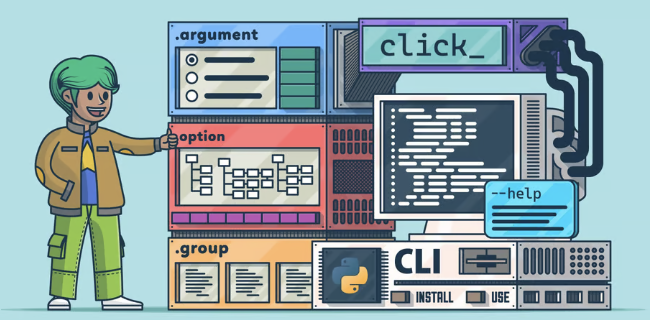 .argument
click_
option
--help
.group
CLI
INSTALL
USE